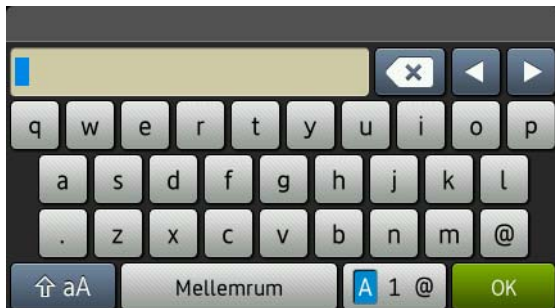 q w e r t y u i o p
a s d f g h j k l
. z x c v b n m @
aA Mellemrum A 1 @ OK